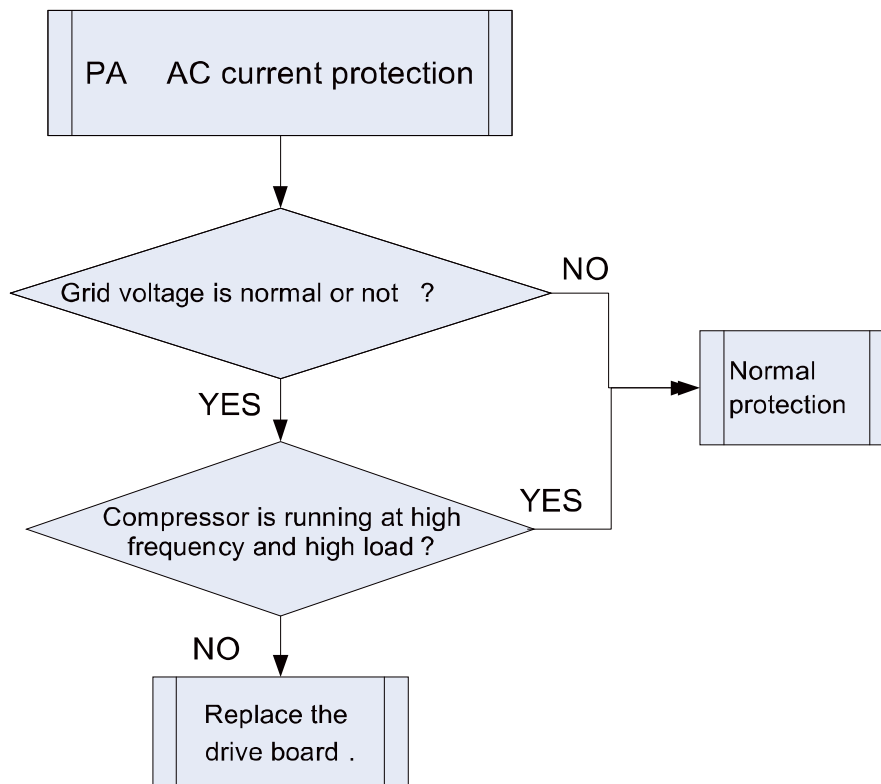 PA AC current protection
Grid voltage is normal or not ?
NO
YES
Normal
protection
Compressor is running at high
frequency and high load ?
YES
NO
Replace the
drive board .